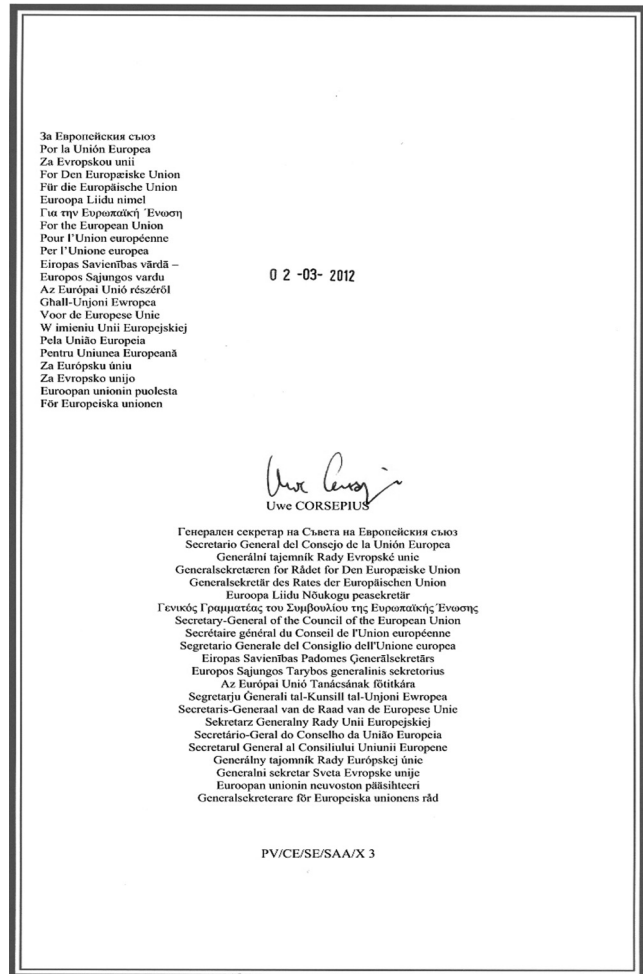 За Европейския съюз
Por la Unión Europea
Za Evropskou unii
For Den Europæiske Union
Für die Europäische Union
Euroopa Liidu nimel
Για την Ευρωπαϊκή Ένωση
For the European Union
Pour l'Union européenne
Per l'Unione europea
Eiropas Savienības vārdā –
Europos Sąjungos vardu
Az Európai Unió részéről
Għall-Unjoni Ewropea
Voor de Europese Unie
W imieniu Unii Europejskiej
Pela União Europeia
Pentru Uniunea Europeană
Za Európsku úniu
Za Evropsko unijo
Euroopan unionin puolesta
För Europeiska unionen
0 2 -03- 2012
Uwe CORSEPIUS
Генерален секретар на Съвета на Европейския съюз
Secretario General del Consejo de la Unión Europea
Generální tajemník Rady Evropské unie
Generalsekretæren for Rådet for Den Europæiske Union
Generalsekretär des Rates der Europäischen Union
Euroopa Liidu Nõukogu peasekretär
Γενικός Γραμματέας του Συμβουλίου της Ευρωπαϊκής Ένωσης
Secretary-General of the Council of the European Union
Secrétaire général du Conseil de l'Union européenne
Segretario Generale del Consiglio dell'Unione europea
Eiropas Savienības Padomes Ģenerālsekretārs
Europos Sąjungos Tarybos generalinis sekretorius
Az Európai Unió Tanácsának főtitkára
Segretarju Ġenerali tal-Kunsill tal-Unjoni Ewropea
Secretaris-Generaal van de Raad van de Europese Unie
Sekretarz Generalny Rady Unii Europejskiej
Secretário-Geral do Conselho da União Europeia
Secretarul General al Consiliului Uniunii Europene
Generálny tajomník Rady Európskej únie
Generalni sekretar Sveta Evropske unije
Euroopan unionin neuvoston pääsihteeri
Generalsekreterare för Europeiska unionens råd
PV/CE/SE/SAA/X 3